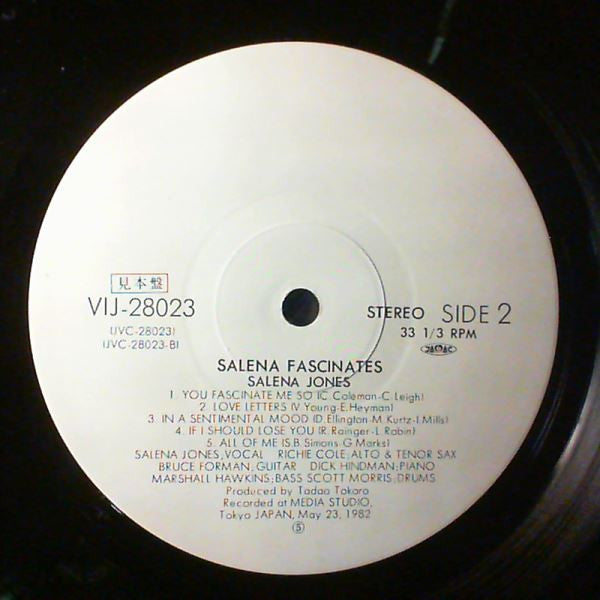 見本盤
VIJ-28023
(JVC-28023)
(JVC-28023-B)
STEREO SIDE 2
33 1/3 RPM
JASRAC
SALENA FASCINATES
SALENA JONES
1. YOU FASCINATE ME SO (C. Coleman-C. Leigh)
2. LOVE LETTERS (V. Young-E. Heyman)
3. IN A SENTIMENTAL MOOD (D. Ellington-M. Kurtz-I. Mills)
4. IF I SHOULD LOSE YOU (R. Rainger-L. Robin)
5. ALL OF ME (S.B. Simons-G. Marks)
SALENA JONES; VOCAL RICHIE COLE; ALTO & TENOR SAX
BRUCE FORMAN; GUITAR DICK HINDMAN; PIANO
MARSHALL HAWKINS; BASS SCOTT MORRIS; DRUMS
Produced by Tadao Tokoro
Recorded at MEDIA STUDIO,
Tokyo JAPAN, May 23, 1982
Ⓢ